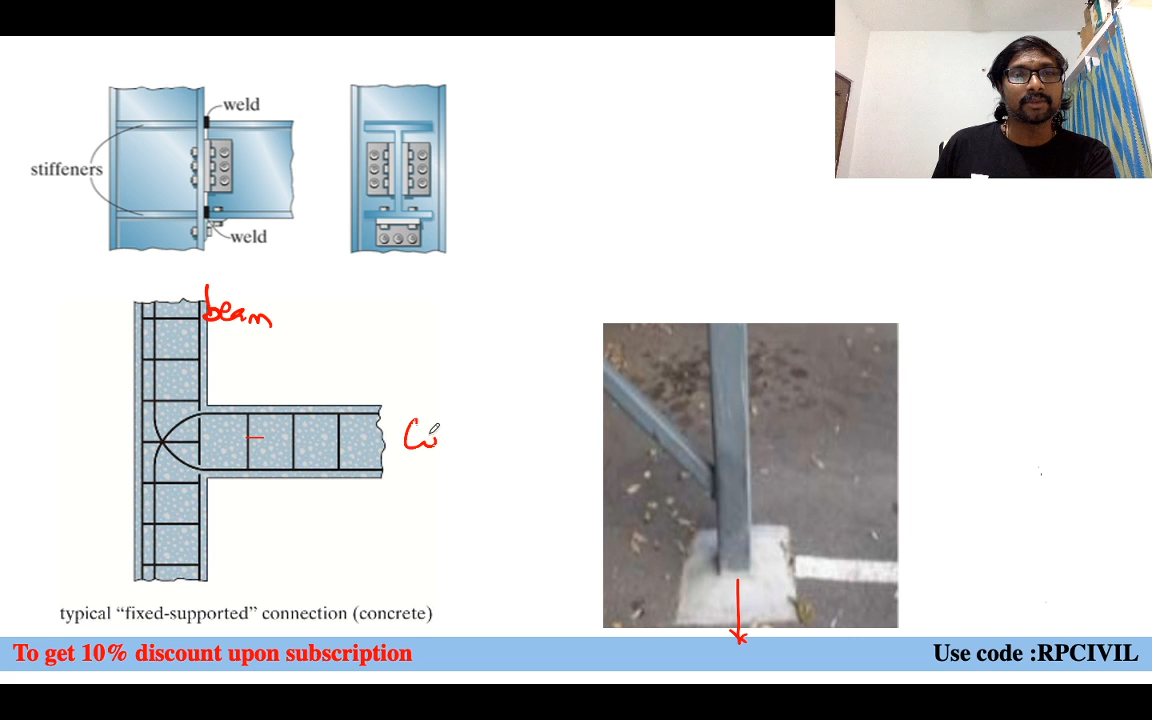 weld
stiffeners
weld
beam
typical “fixed-supported” connection (concrete)
To get 10% discount upon subscription
Use code :RPCIVIL